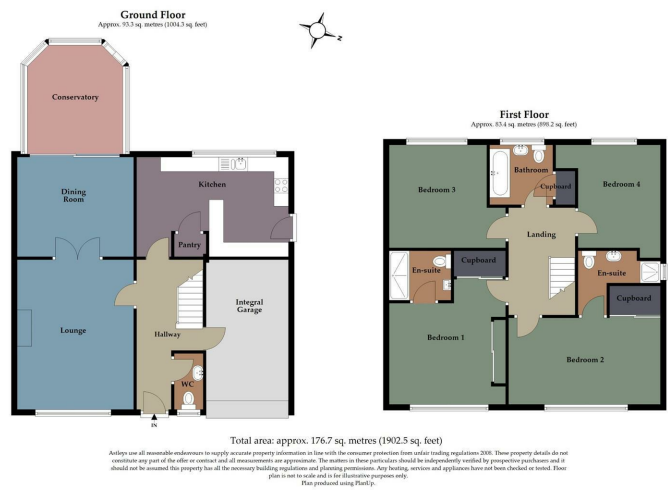 Ground Floor
Approx. 93.3 sq. metres (1004.3 sq. feet)
N
Conservatory
Dining
Room
Kitchen
Pantry
Lounge
Hallway
Integral
Garage
WC
IN
First Floor
Approx. 83.4 sq. metres (898.2 sq. feet)
Bedroom 3
Bathroom
Cupboard
Bedroom 4
Landing
En-suite
Cupboard
En-suite
Cupboard
Bedroom 1
Bedroom 2
Total area: approx. 176.7 sq. metres (1902.5 sq. feet)
Astleys use all reasonable endeavours to supply accurate property information in line with the consumer protection from unfair trading regulations 2008. These details do not
constitute any part of the offer or contract and all measurements are approximate. The matters in these particulars should be independently verified by prospective purchasers and it
should not be assumed this property has all the necessary building regulations and planning permissions. Any heating, services and appliances have not been checked or tested. Floor
plan is not to scale and is for illustrative purposes only.
Plan produced using PlanUp.